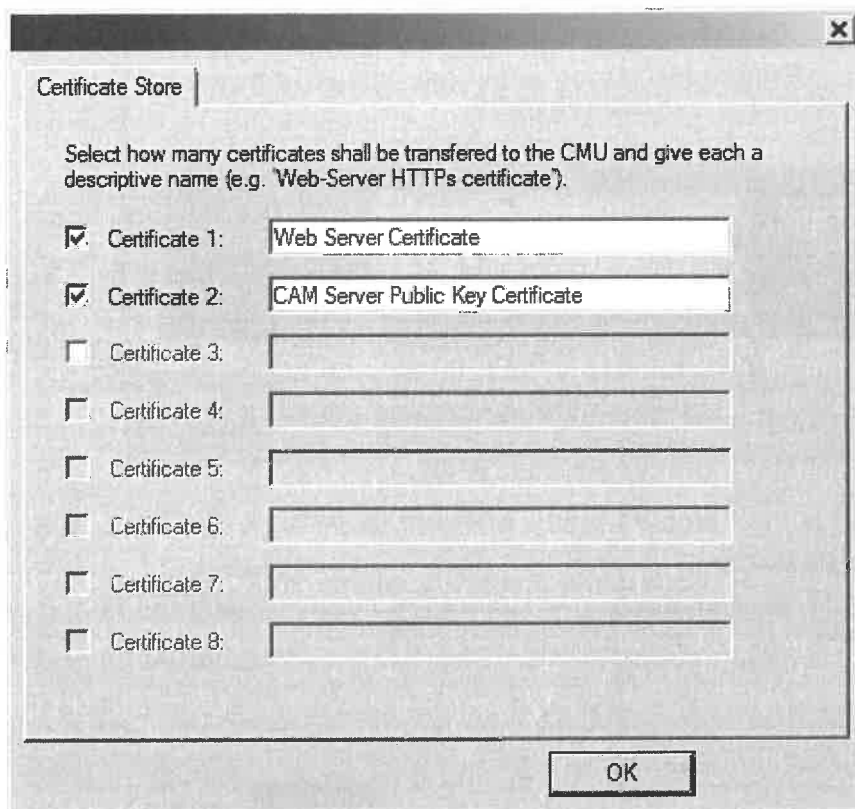 Certificate Store
Select how many certificates shall be transfered to the CMU and give each a
descriptive name (e.g. "Web-Server HTTPs certificate").
Certificate 1: Web Server Certificate
Certificate 2: CAM Server Public Key Certificate
Certificate 3:
Certificate 4:
Certificate 5:
Certificate 6:
Certificate 7:
Certificate 8:
OK